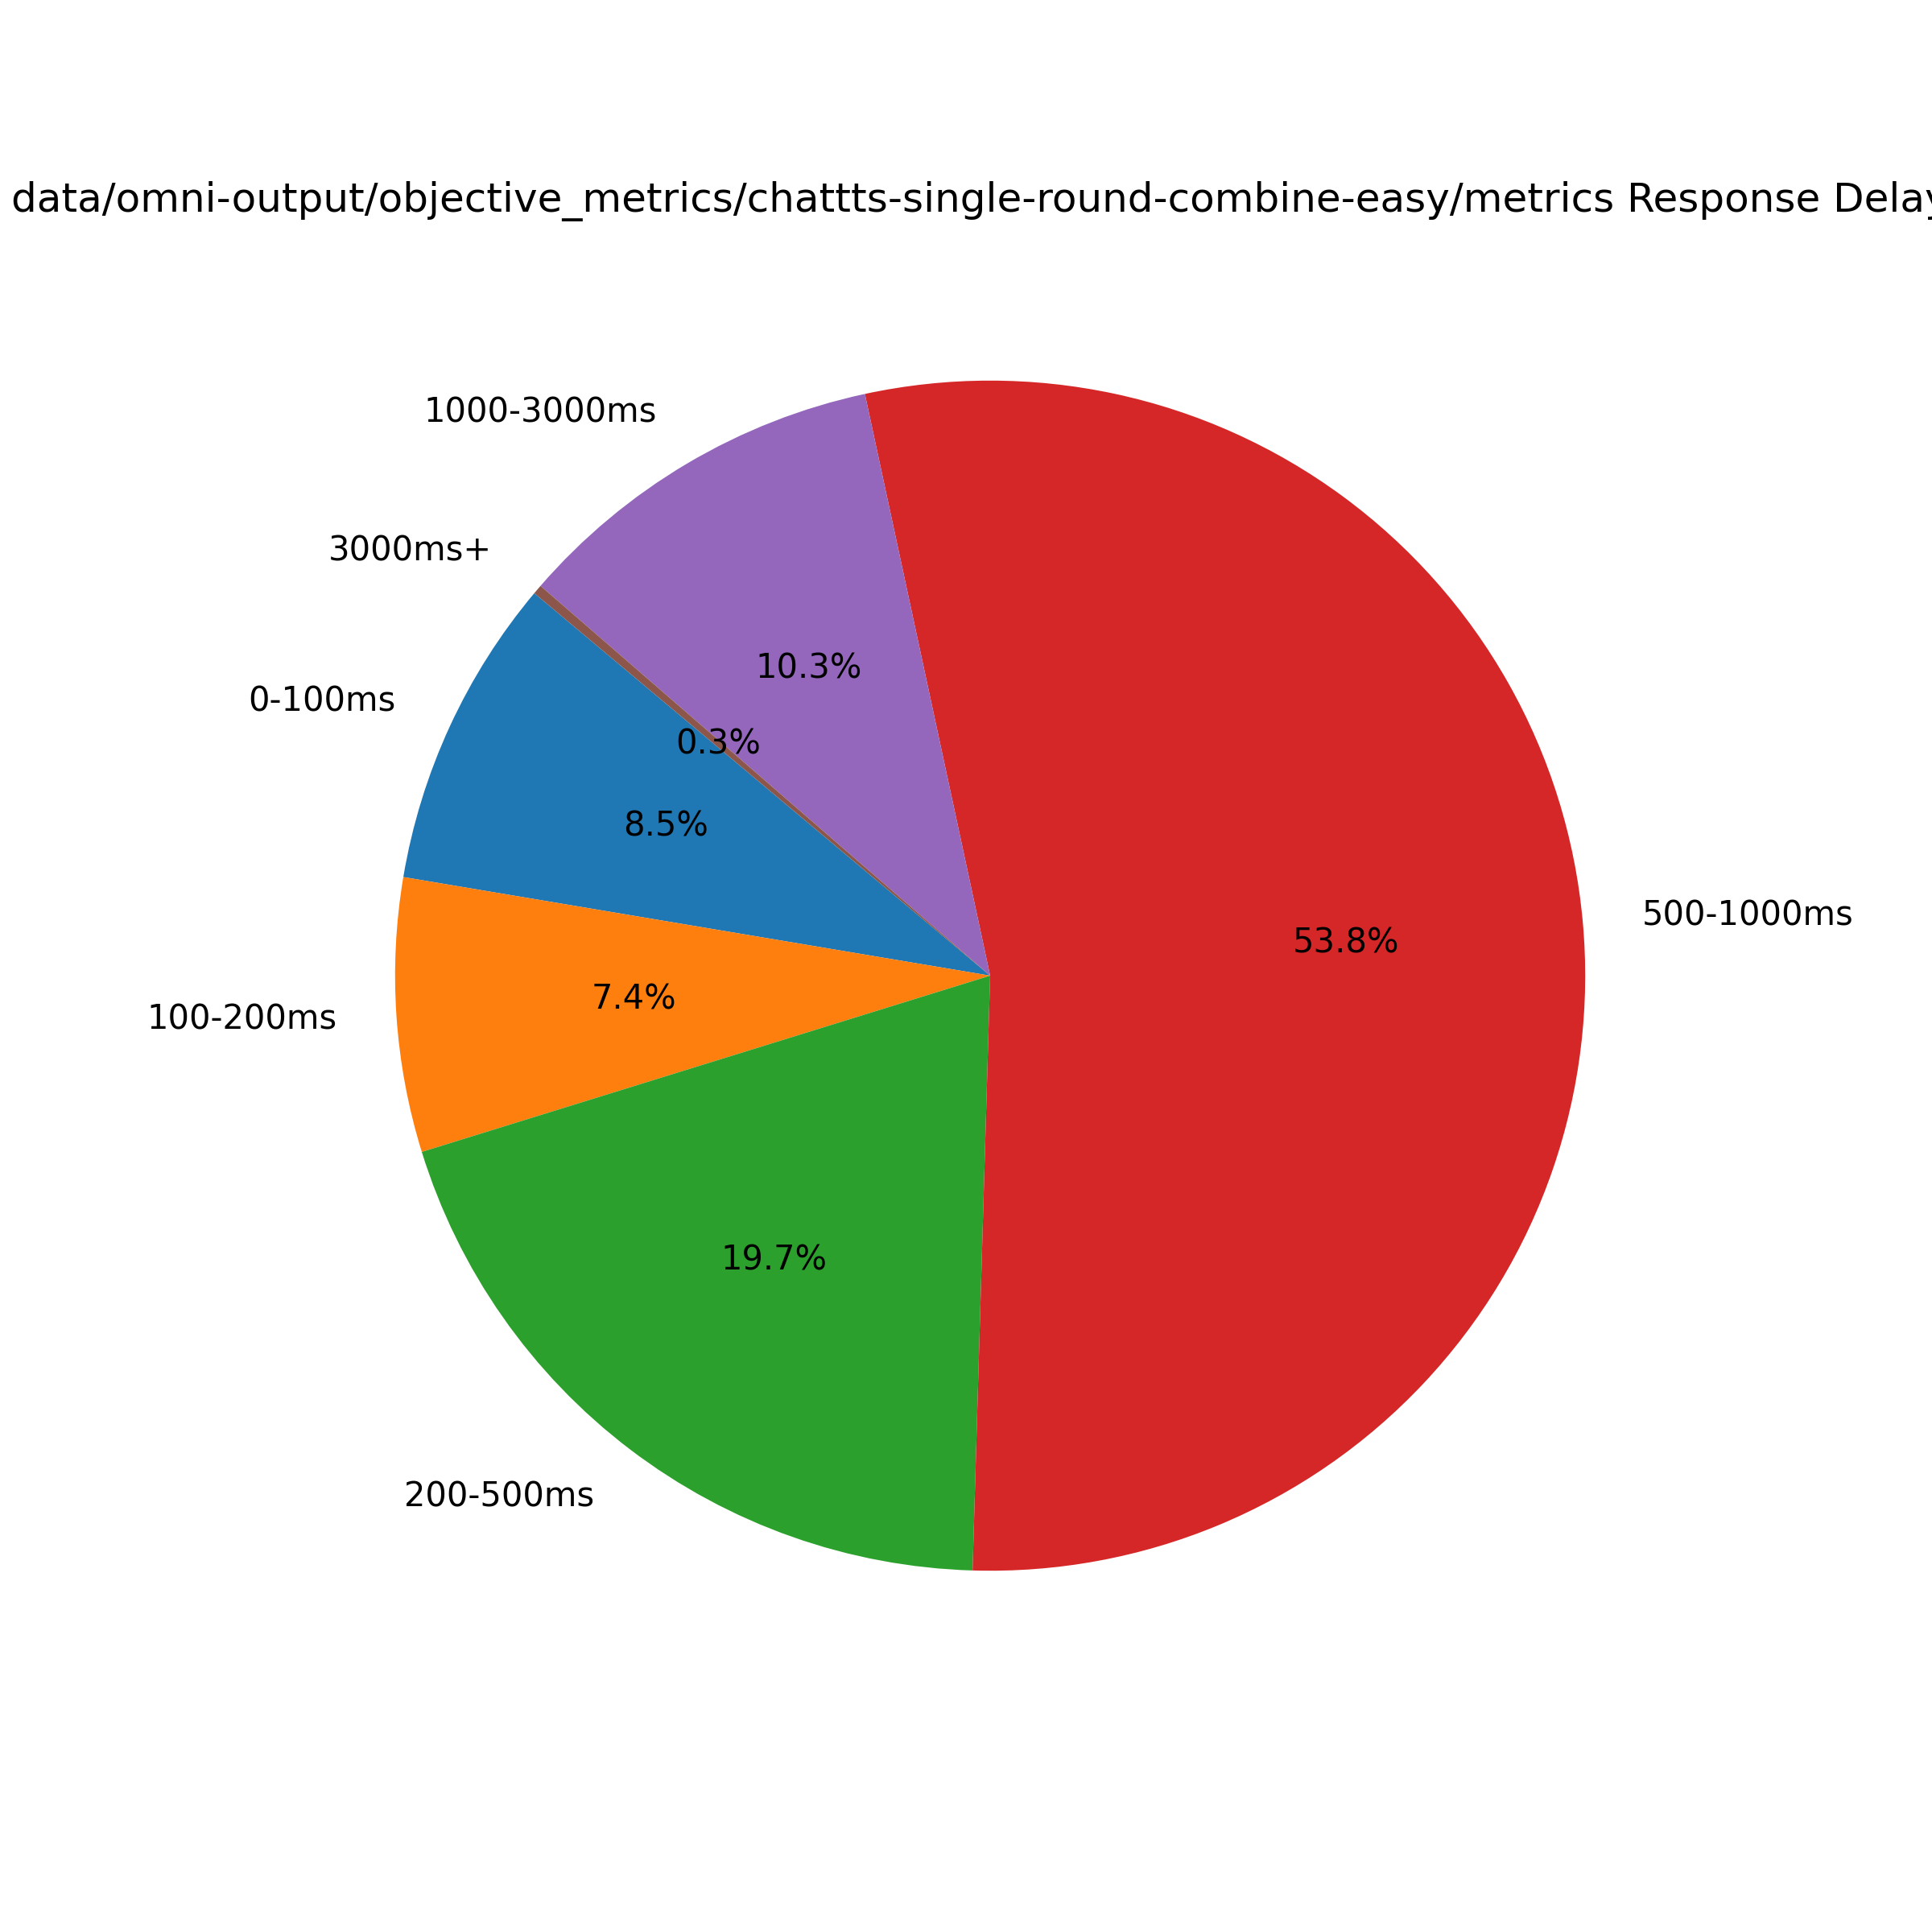 data/omni-output/objective_metrics/chattts-single-round-combine-easy/metrics Response Delay
1000-3000ms
3000ms+
10.3%
0-100ms
0.3%
8.5%
500-1000ms
53.8%
7.4%
100-200ms
19.7%
200-500ms